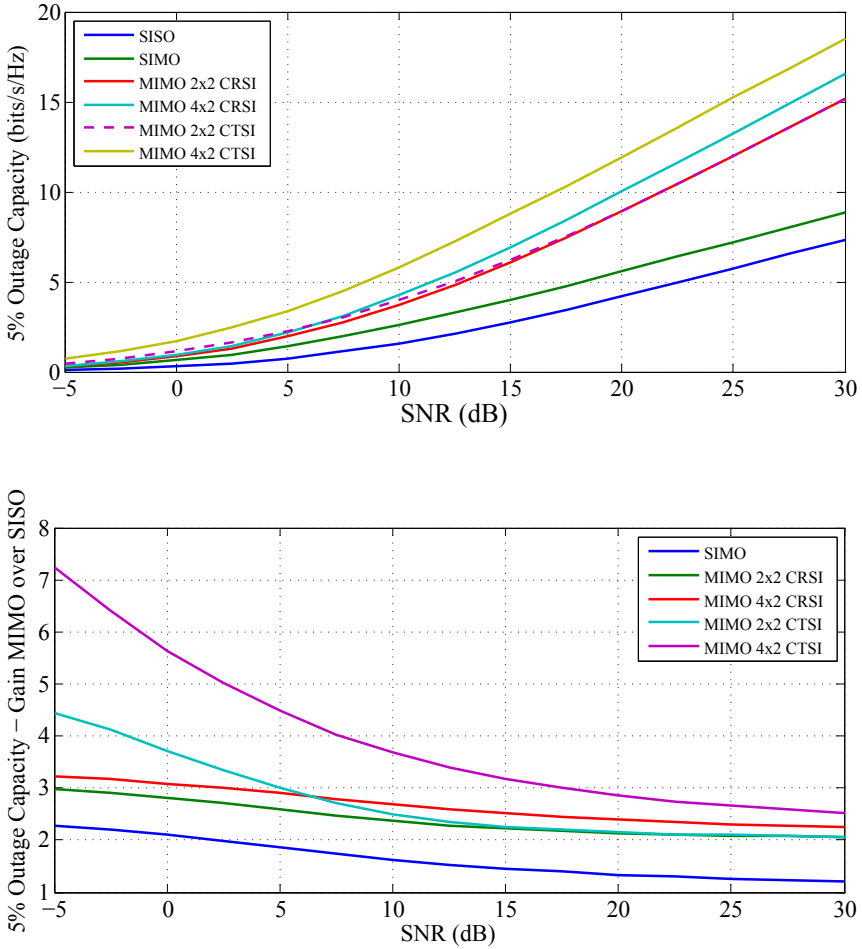 20
15
10
5
0
5% Outage Capacity (bits/s/Hz)
SISO
SIMO
MIMO 2x2 CRSI
MIMO 4x2 CRSI
MIMO 2x2 CTSI
MIMO 4x2 CTSI
−5 0 5 10 15 20 25 30
SNR (dB)
8
7
6
5
4
3
2
1
5% Outage Capacity − Gain MIMO over SISO
SIMO
MIMO 2x2 CRSI
MIMO 4x2 CRSI
MIMO 2x2 CTSI
MIMO 4x2 CTSI
−5 0 5 10 15 20 25 30
SNR (dB)